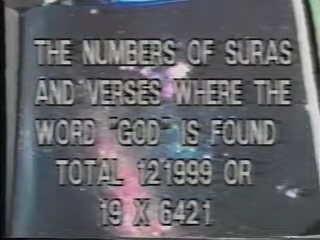 THE NUMBERS OF SURAS
AND VERSES WHERE THE
WORD "GOD" IS FOUND
TOTAL 121999 OR
19 X 6421